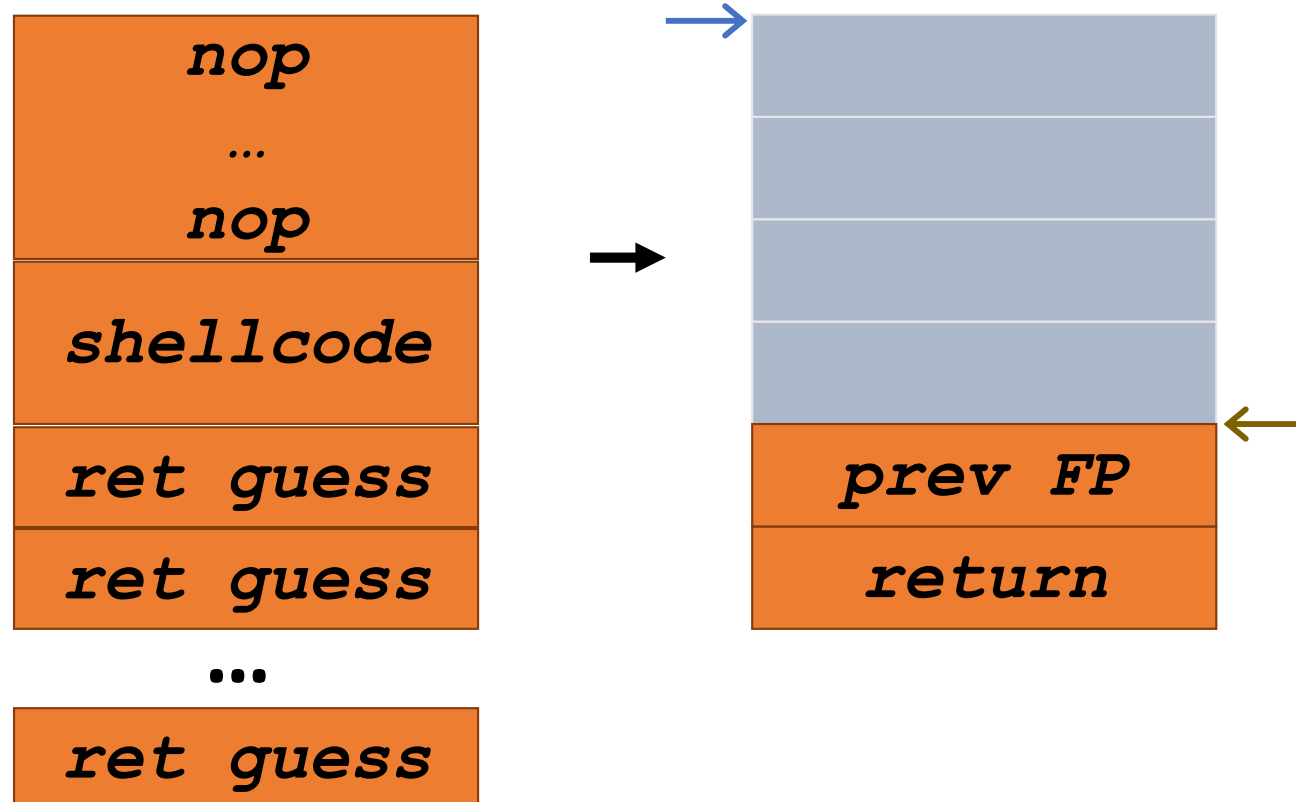 nop
...
nop
shellcode
ret guess
ret guess
...
ret guess
prev FP
return